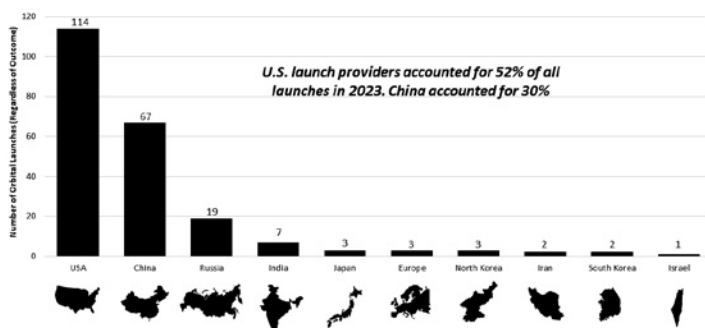 Number of Orbital Launches (Regardless of Outcome)
120
100
80
60
40
20
0
U.S. launch providers accounted for 52% of all
launches in 2023. China accounted for 30%
114
67
19
7
3
3
3
2
2
1
USA
China
Russia
India
Japan
Europe
North Korea
Iran
South Korea
Israel